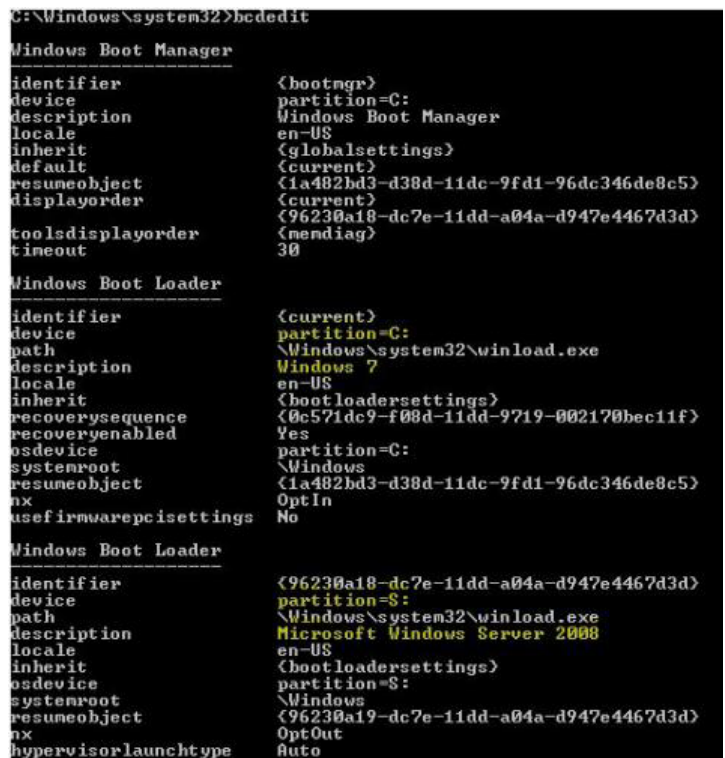 C:\Windows\system32>bcdedit
Windows Boot Manager
--------------------
identifier {bootmgr}
device partition=C:
description Windows Boot Manager
locale en-US
inherit {globalsettings}
default {current}
resumeobject {1a482bd3-d38d-11dc-9fd1-96dc346de8c5}
displayorder {current}
{96230a18-dc7e-11dd-a04a-d947e4467d3d}
toolsdisplayorder {memdiag}
timeout 30
Windows Boot Loader
-------------------
identifier {current}
device partition=C:
path \Windows\system32\winload.exe
description Windows 7
locale en-US
inherit {bootloadersettings}
recoverysequence {0c571dc9-f08d-11dd-9719-002170bec11f}
recoveryenabled Yes
osdevice partition=C:
systemroot \Windows
resumeobject {1a482bd3-d38d-11dc-9fd1-96dc346de8c5}
nx OptIn
usefirmwarepcisettings No
Windows Boot Loader
-------------------
identifier {96230a18-dc7e-11dd-a04a-d947e4467d3d}
device partition=S:
path \Windows\system32\winload.exe
description Microsoft Windows Server 2008
locale en-US
inherit {bootloadersettings}
osdevice partition=S:
systemroot \Windows
resumeobject {96230a19-dc7e-11dd-a04a-d947e4467d3d}
nx OptOut
hypervisorlaunchtype Auto